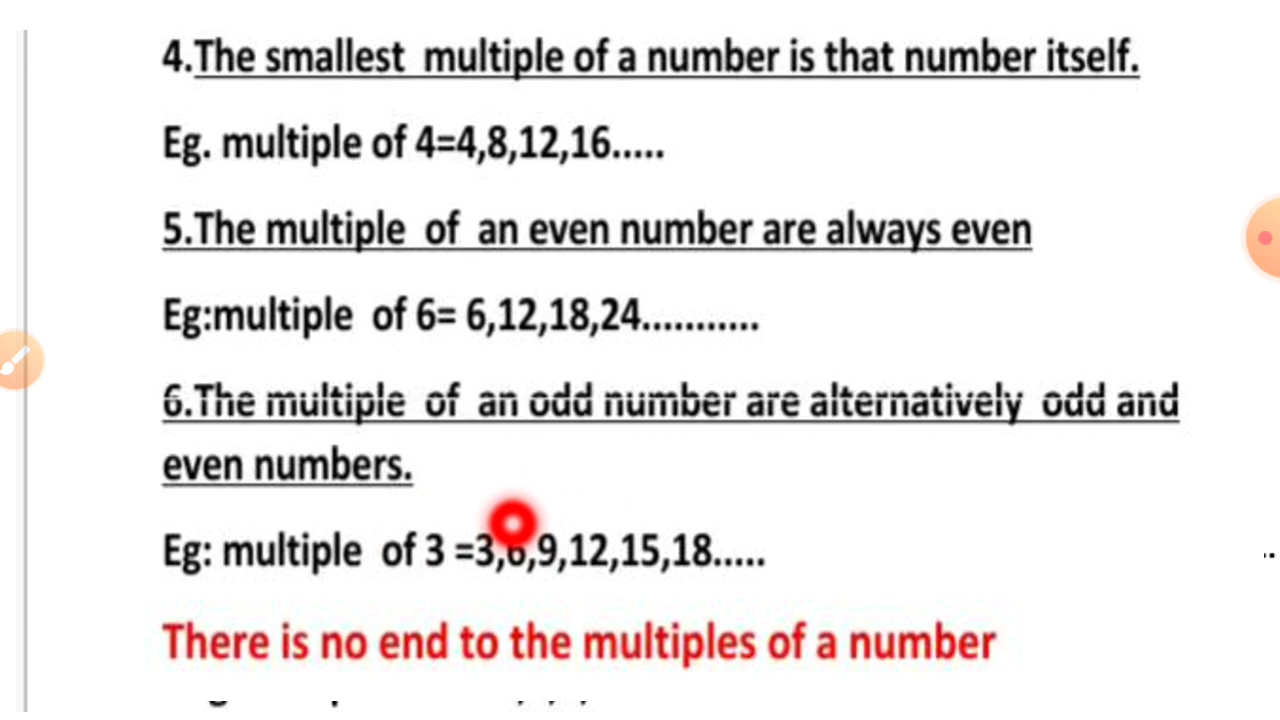 4.The smallest multiple of a number is that number itself.
Eg. multiple of 4=4,8,12,16.....
5.The multiple of an even number are always even
Eg:multiple of 6= 6,12,18,24...........
6.The multiple of an odd number are alternatively odd and
even numbers.
Eg: multiple of 3 =3,6,9,12,15,18.....
There is no end to the multiples of a number